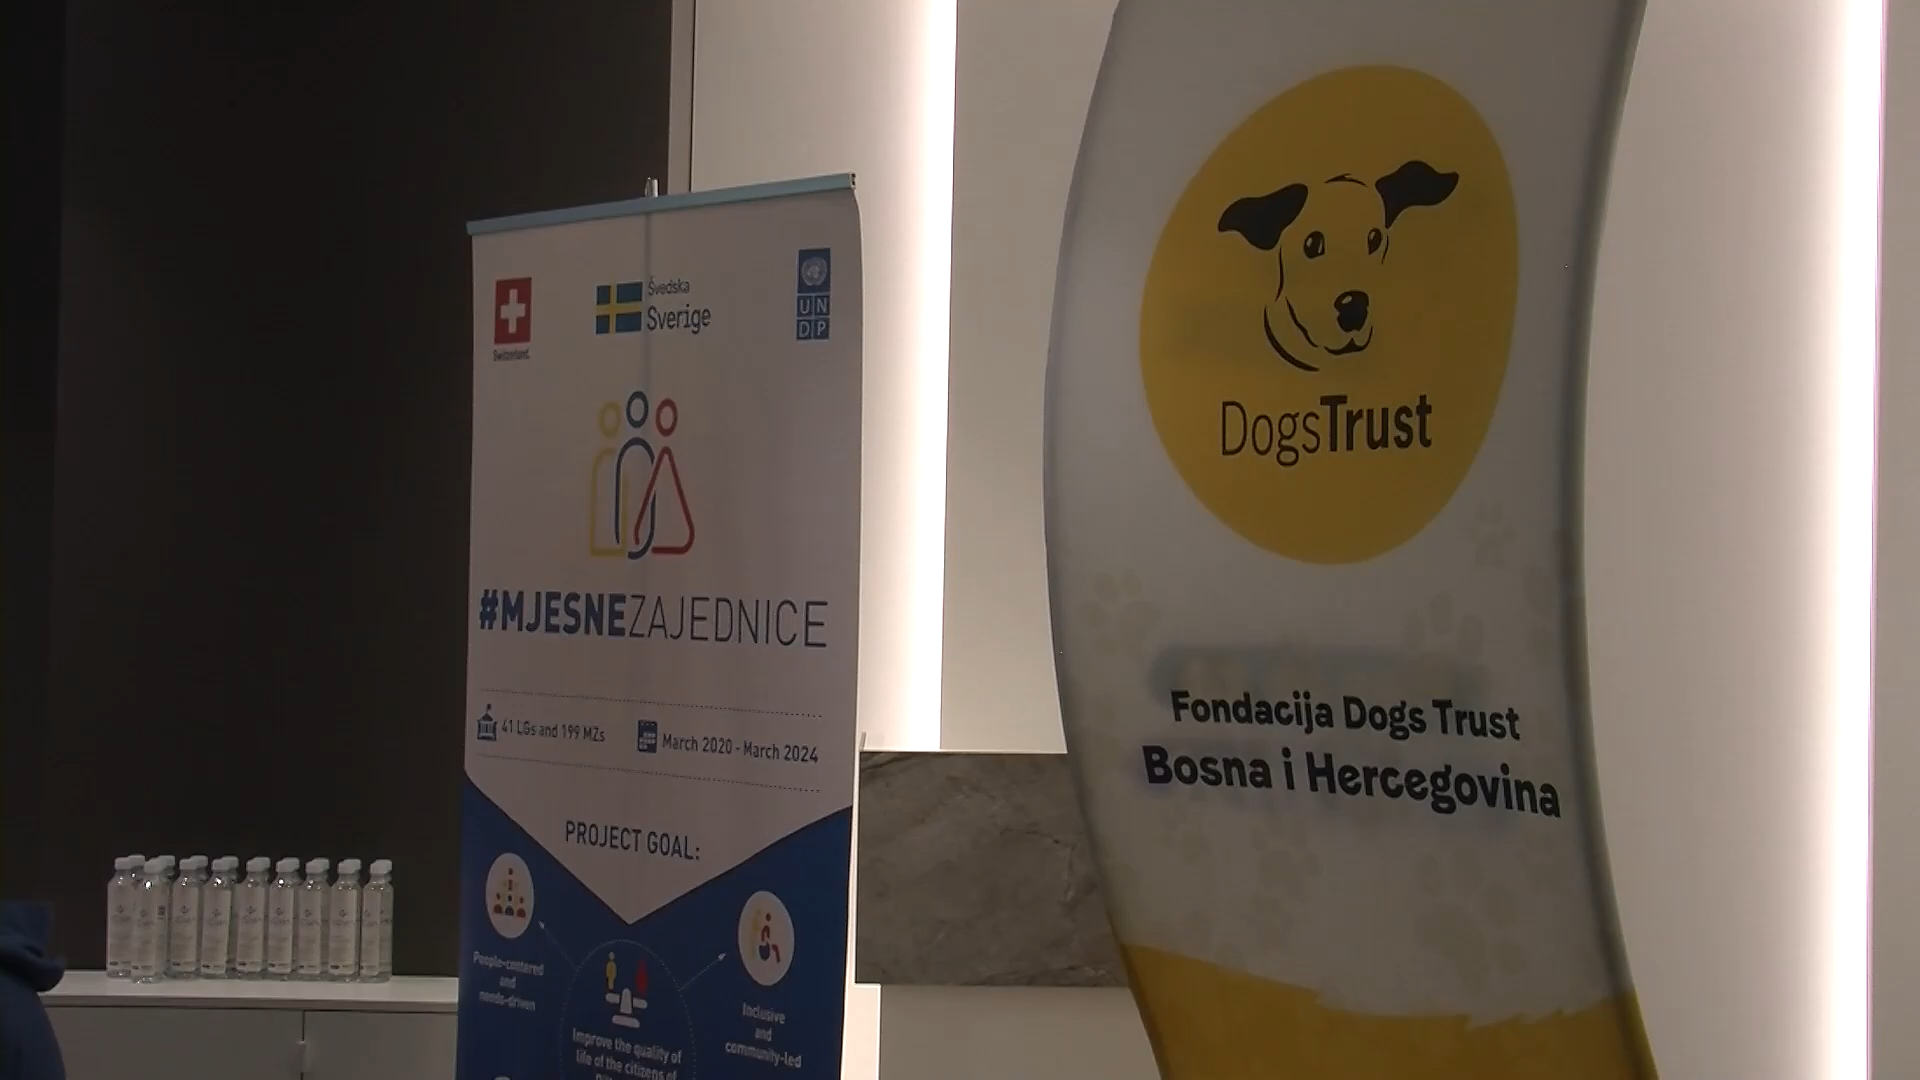 Switzerland
Švedska
Sverige
UN
DP
#MJESNEZAJEDNICE
41 LGs and 199 MZs
March 2020 - March 2024
PROJECT GOAL:
People-centered
and
needs-driven
Inclusive
and
community-led
Improve the quality of
life of the citizens of
DogsTrust
Fondacija Dogs Trust
Bosna i Hercegovina